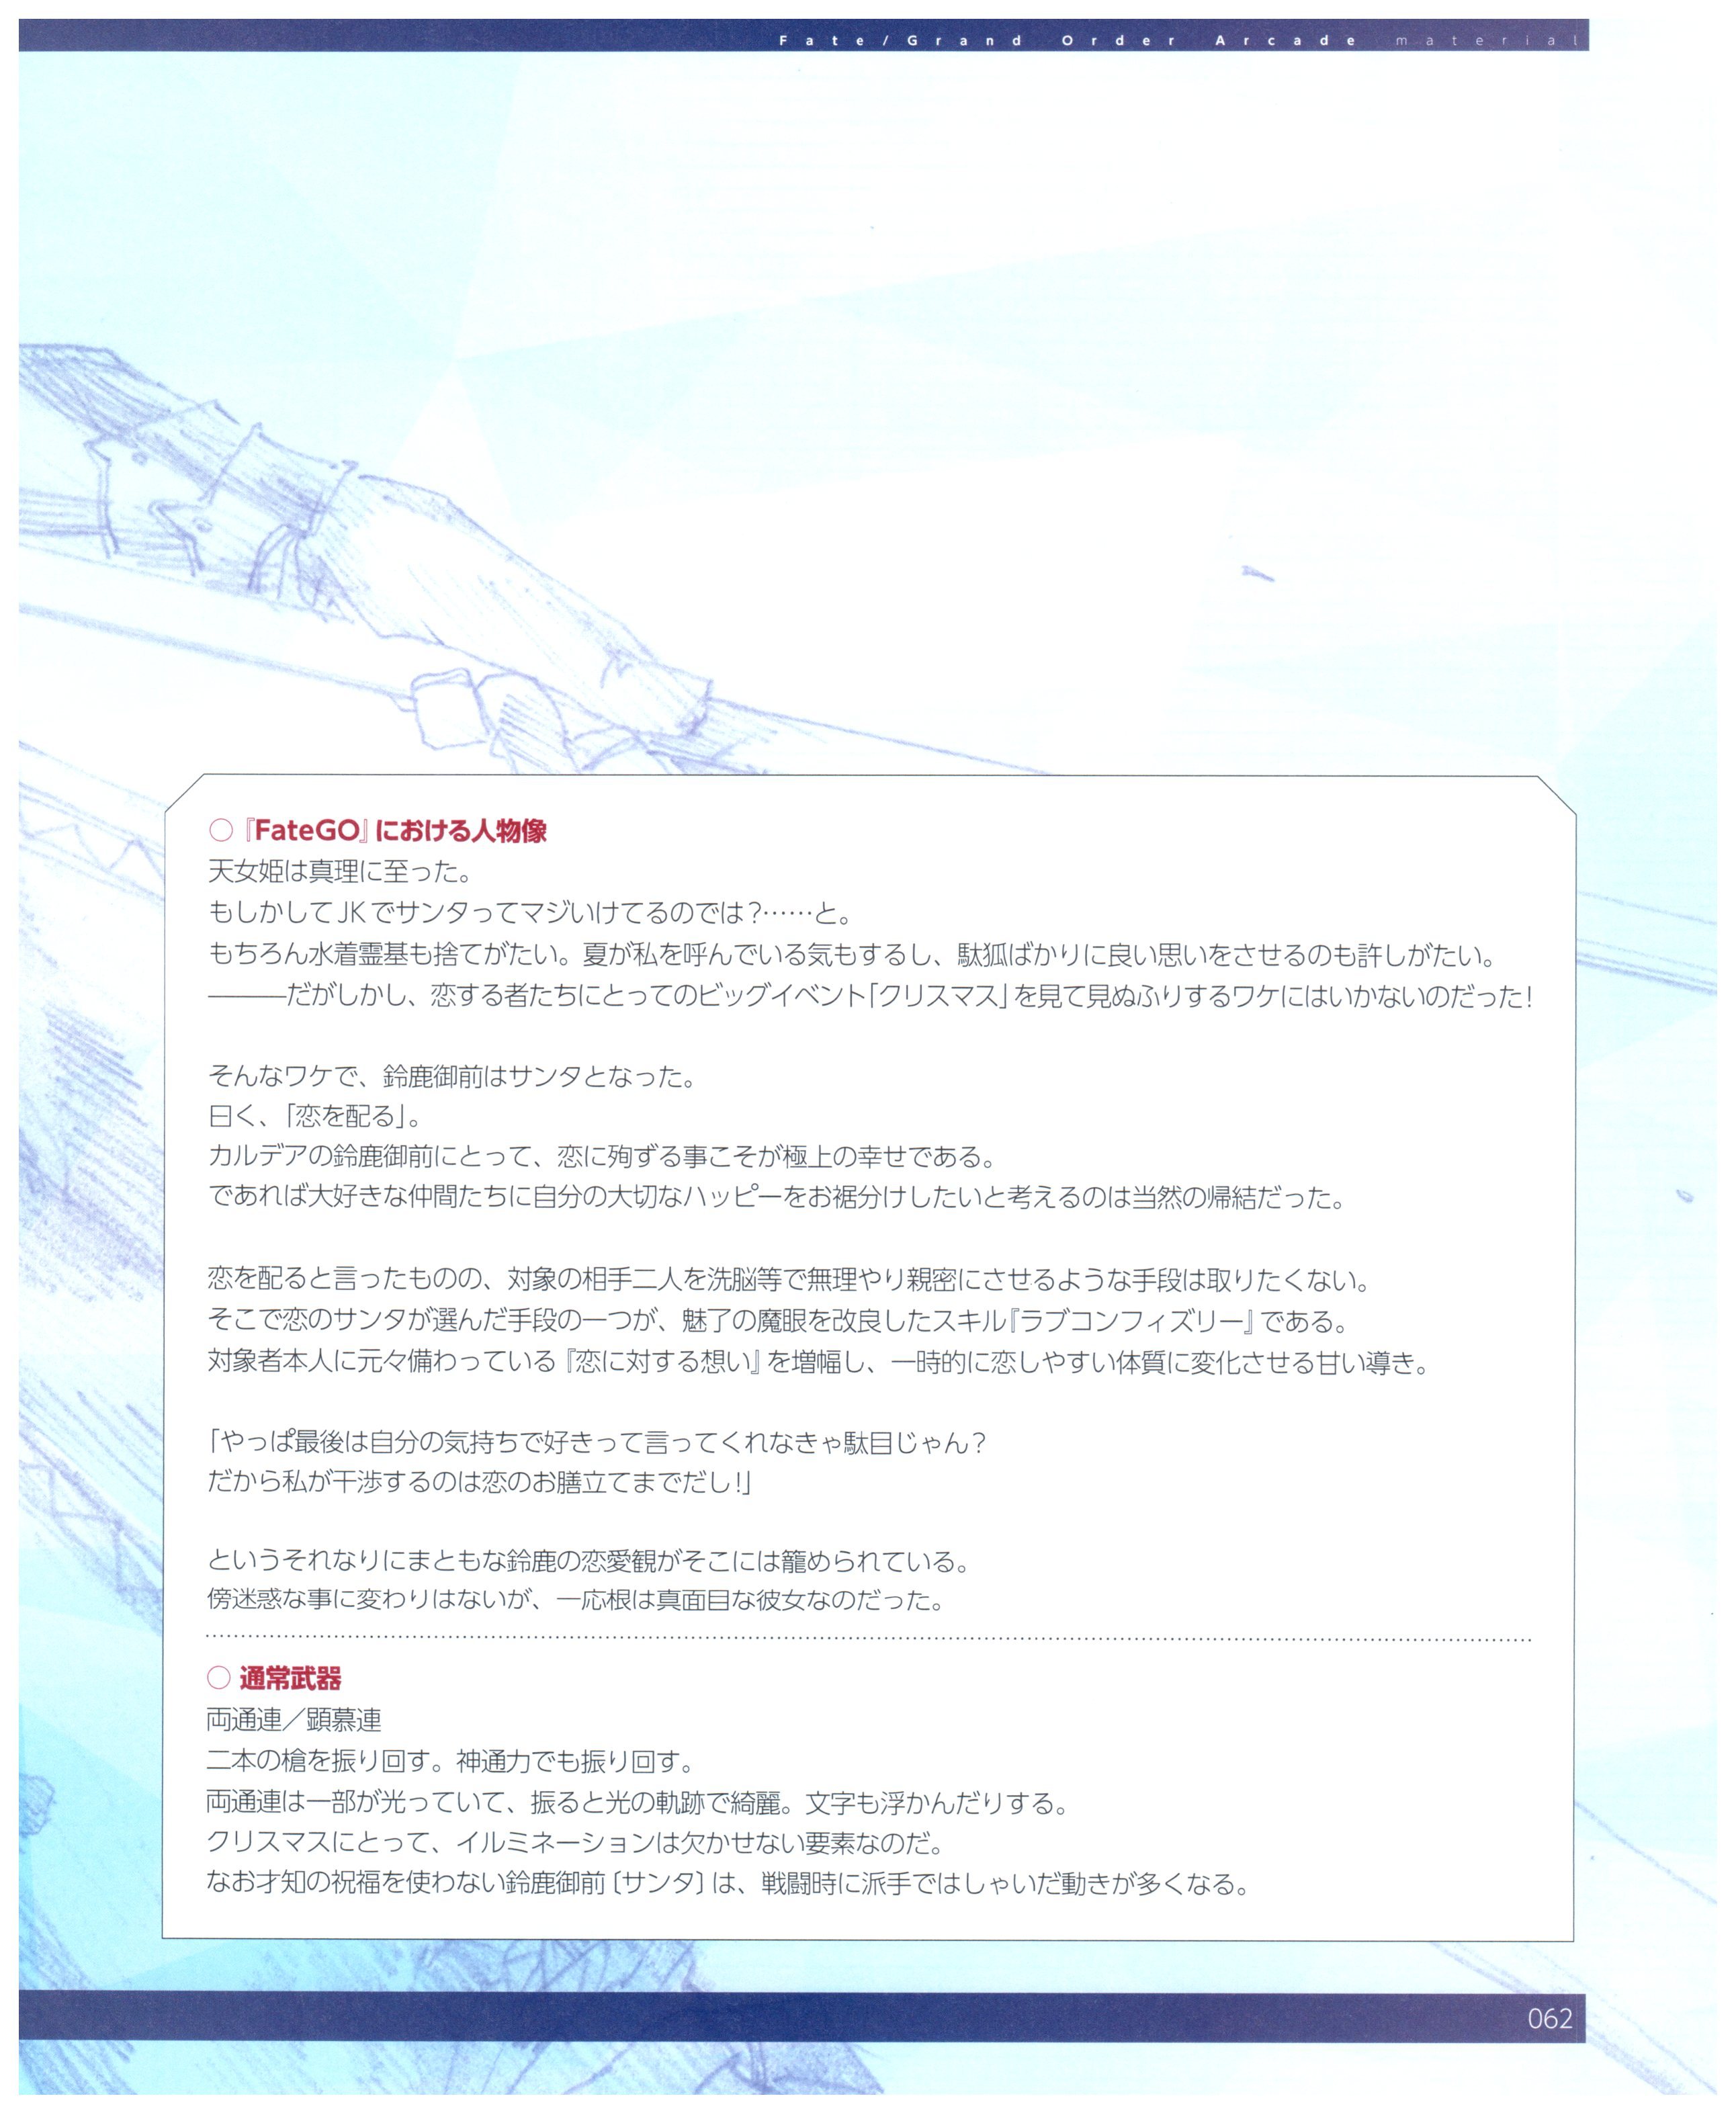 Fate/Grand Order Arcade material
○『FateGO』における人物像
天女姫は真理に至った。
もしかしてJKでサンタってマジいけてるのでは?……と。
もちろん水着霊基も捨てがたい。夏が私を呼んでいる気もするし、駄狐ばかりに良い思いをさせるのも許しがたい。
―――だがしかし、恋する者たちにとってのビッグイベント「クリスマス」を見て見ぬふりするワケにはいかないのだった!
そんなワケで、鈴鹿御前はサンタとなった。
曰く、「恋を配る」。
カルデアの鈴鹿御前にとって、恋に殉ずる事こそが極上の幸せである。
であれば大好きな仲間たちに自分の大切なハッピーをお裾分けしたいと考えるのは当然の帰結だった。
恋を配ると言ったものの、対象の相手二人を洗脳等で無理やり親密にさせるような手段は取りたくない。
そこで恋のサンタが選んだ手段の一つが、魅了の魔眼を改良したスキル『ラブコンフィズリー』である。
対象者本人に元々備わっている『恋に対する想い』を増幅し、一時的に恋しやすい体質に変化させる甘い導き。
「やっぱ最後は自分の気持ちで好きって言ってくれなきゃ駄目じゃん?
だから私が干渉するのは恋のお膳立てまでだし!」
というそれなりにまともな鈴鹿の恋愛観がそこには籠められている。
傍迷惑な事に変わりはないが、一応根は真面目な彼女なのだった。
○ 通常武器
両通連／顕慕連
二本の槍を振り回す。神通力でも振り回す。
両通連は一部が光っていて、振ると光の軌跡で綺麗。文字も浮かんだりする。
クリスマスにとって、イルミネーションは欠かせない要素なのだ。
なお才知の祝福を使わない鈴鹿御前〔サンタ〕は、戦闘時に派手ではしゃいだ動きが多くなる。
062